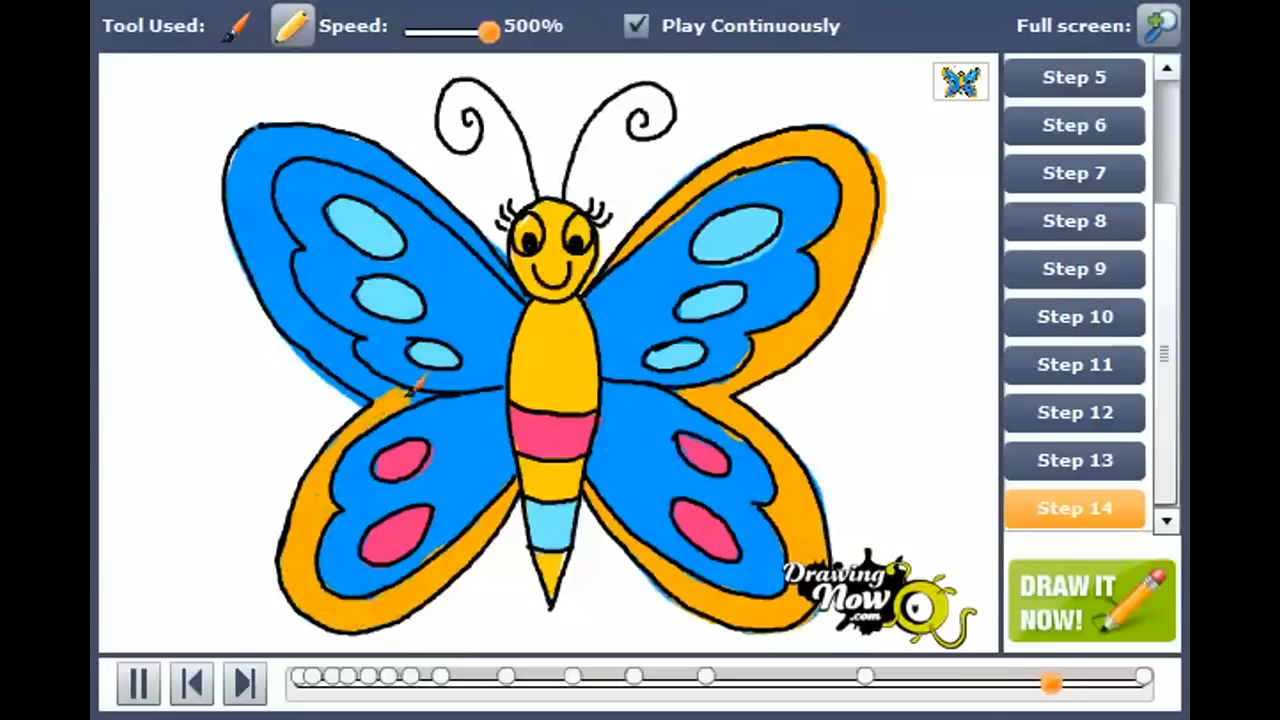 Tool Used:
Speed:
500%
Play Continuously
Full screen:
Step 5
Step 6
Step 7
Step 8
Step 9
Step 10
Step 11
Step 12
Step 13
Step 14
Drawing
Now
.com
DRAW IT
NOW!